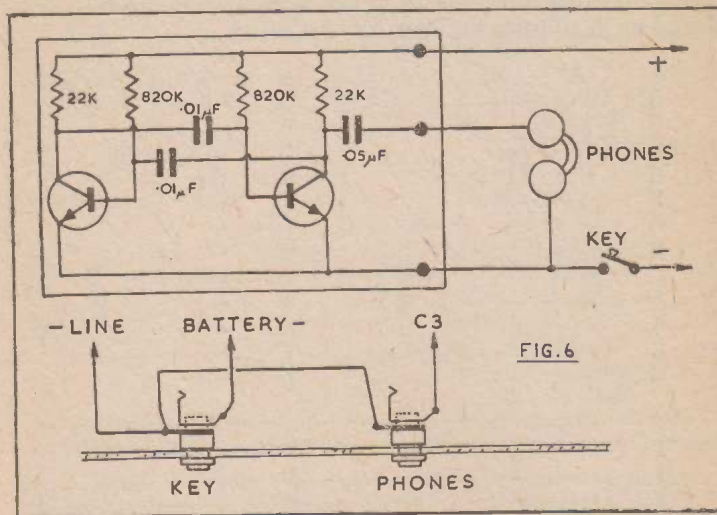 22K
820K
.01µF
820K
22K
.01µF
.05µF
+
PHONES
KEY
-
-LINE
BATTERY-
C3
FIG.6
KEY
PHONES